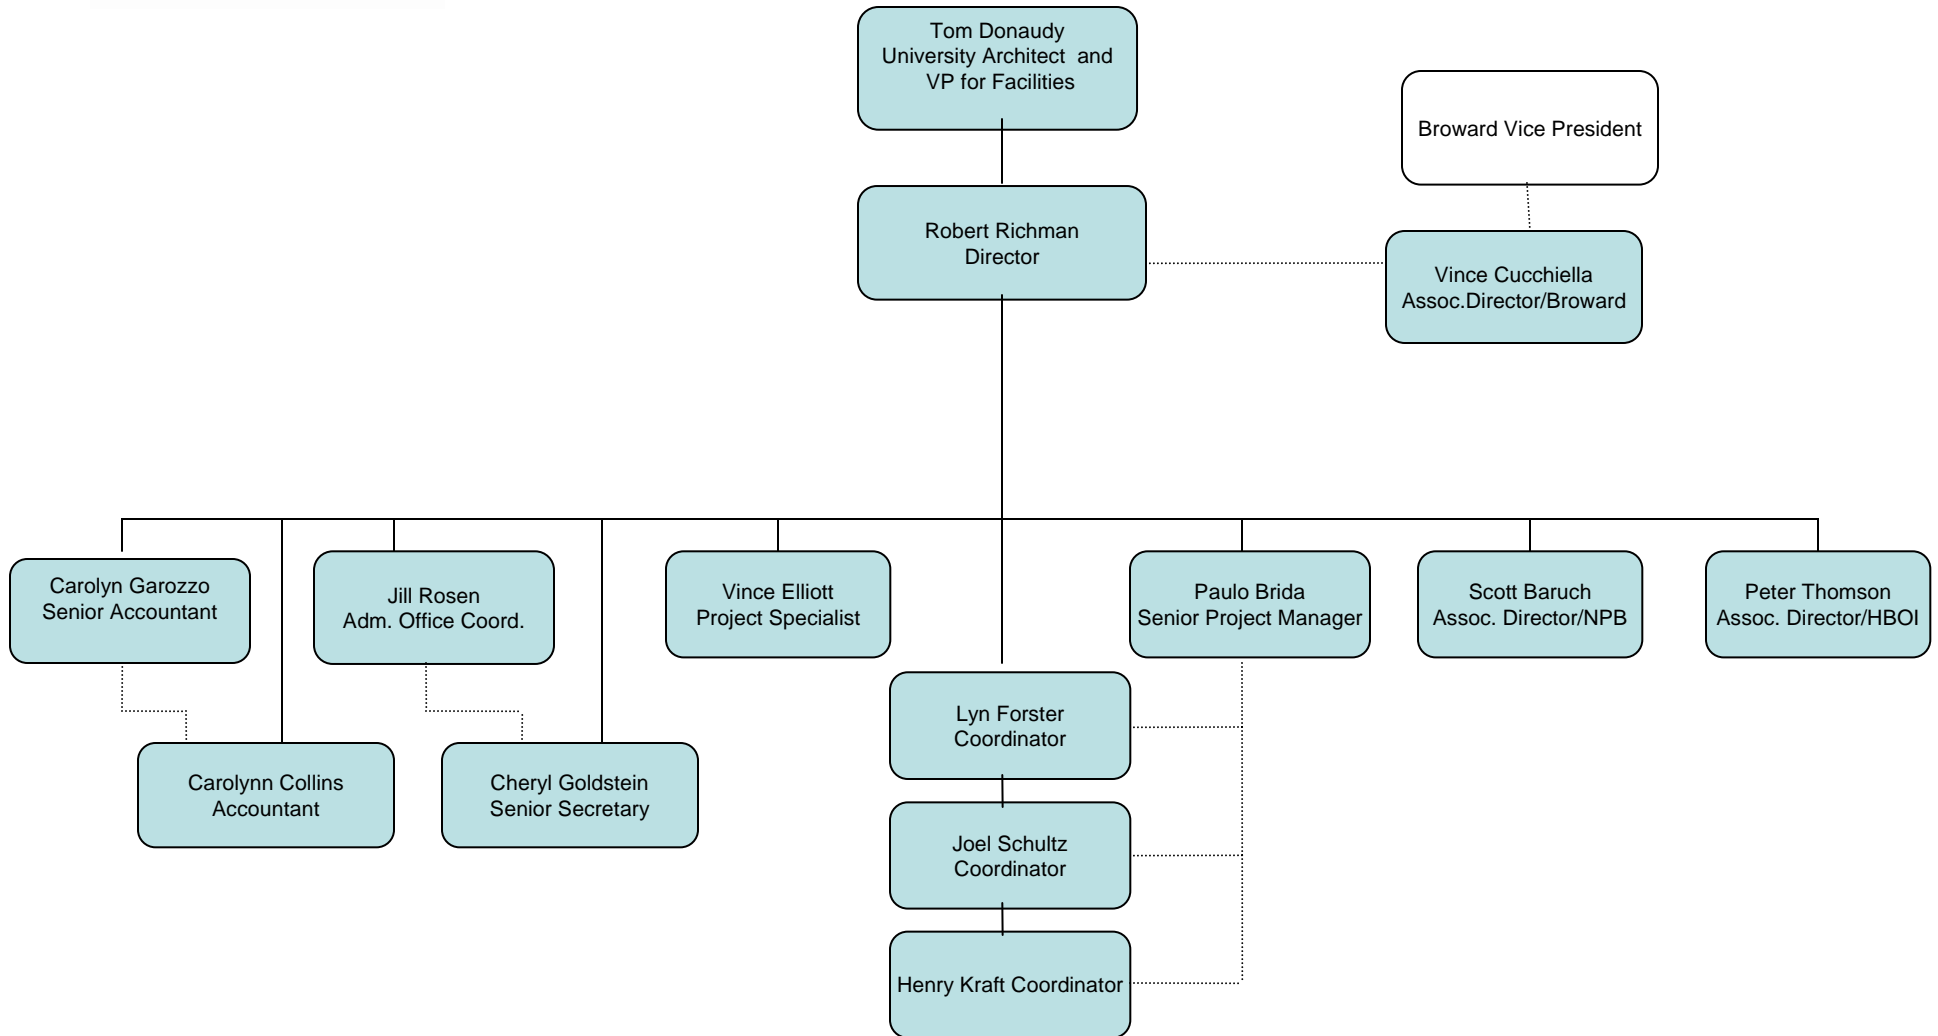 Tom Donaudy
University Architect and
VP for Facilities
Broward Vice President
Robert Richman
Director
Vince Cucchiella
Assoc.Director/Broward
Carolyn Garozzo
Senior Accountant
Jill Rosen
Adm. Office Coord.
Vince Elliott
Project Specialist
Paulo Brida
Senior Project Manager
Scott Baruch
Assoc. Director/NPB
Peter Thomson
Assoc. Director/HBOI
Lyn Forster
Coordinator
Carolynn Collins
Accountant
Cheryl Goldstein
Senior Secretary
Joel Schultz
Coordinator
Henry Kraft Coordinator